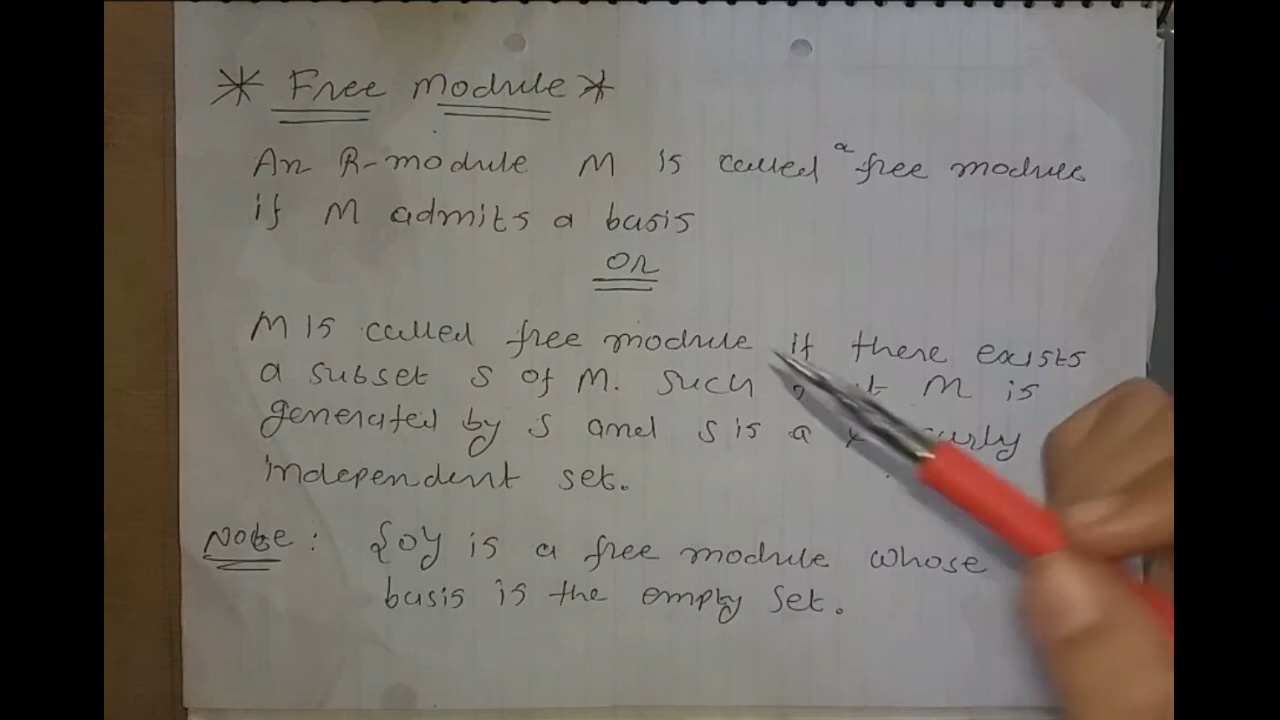 * Free module *
An R-module M is called a free module
if M admits a basis
OR
M is called free module if there exists
a subset S of M. Such M is
generated by S and S is a
independent set.
Note: {0} is a free module whose
basis is the empty set.